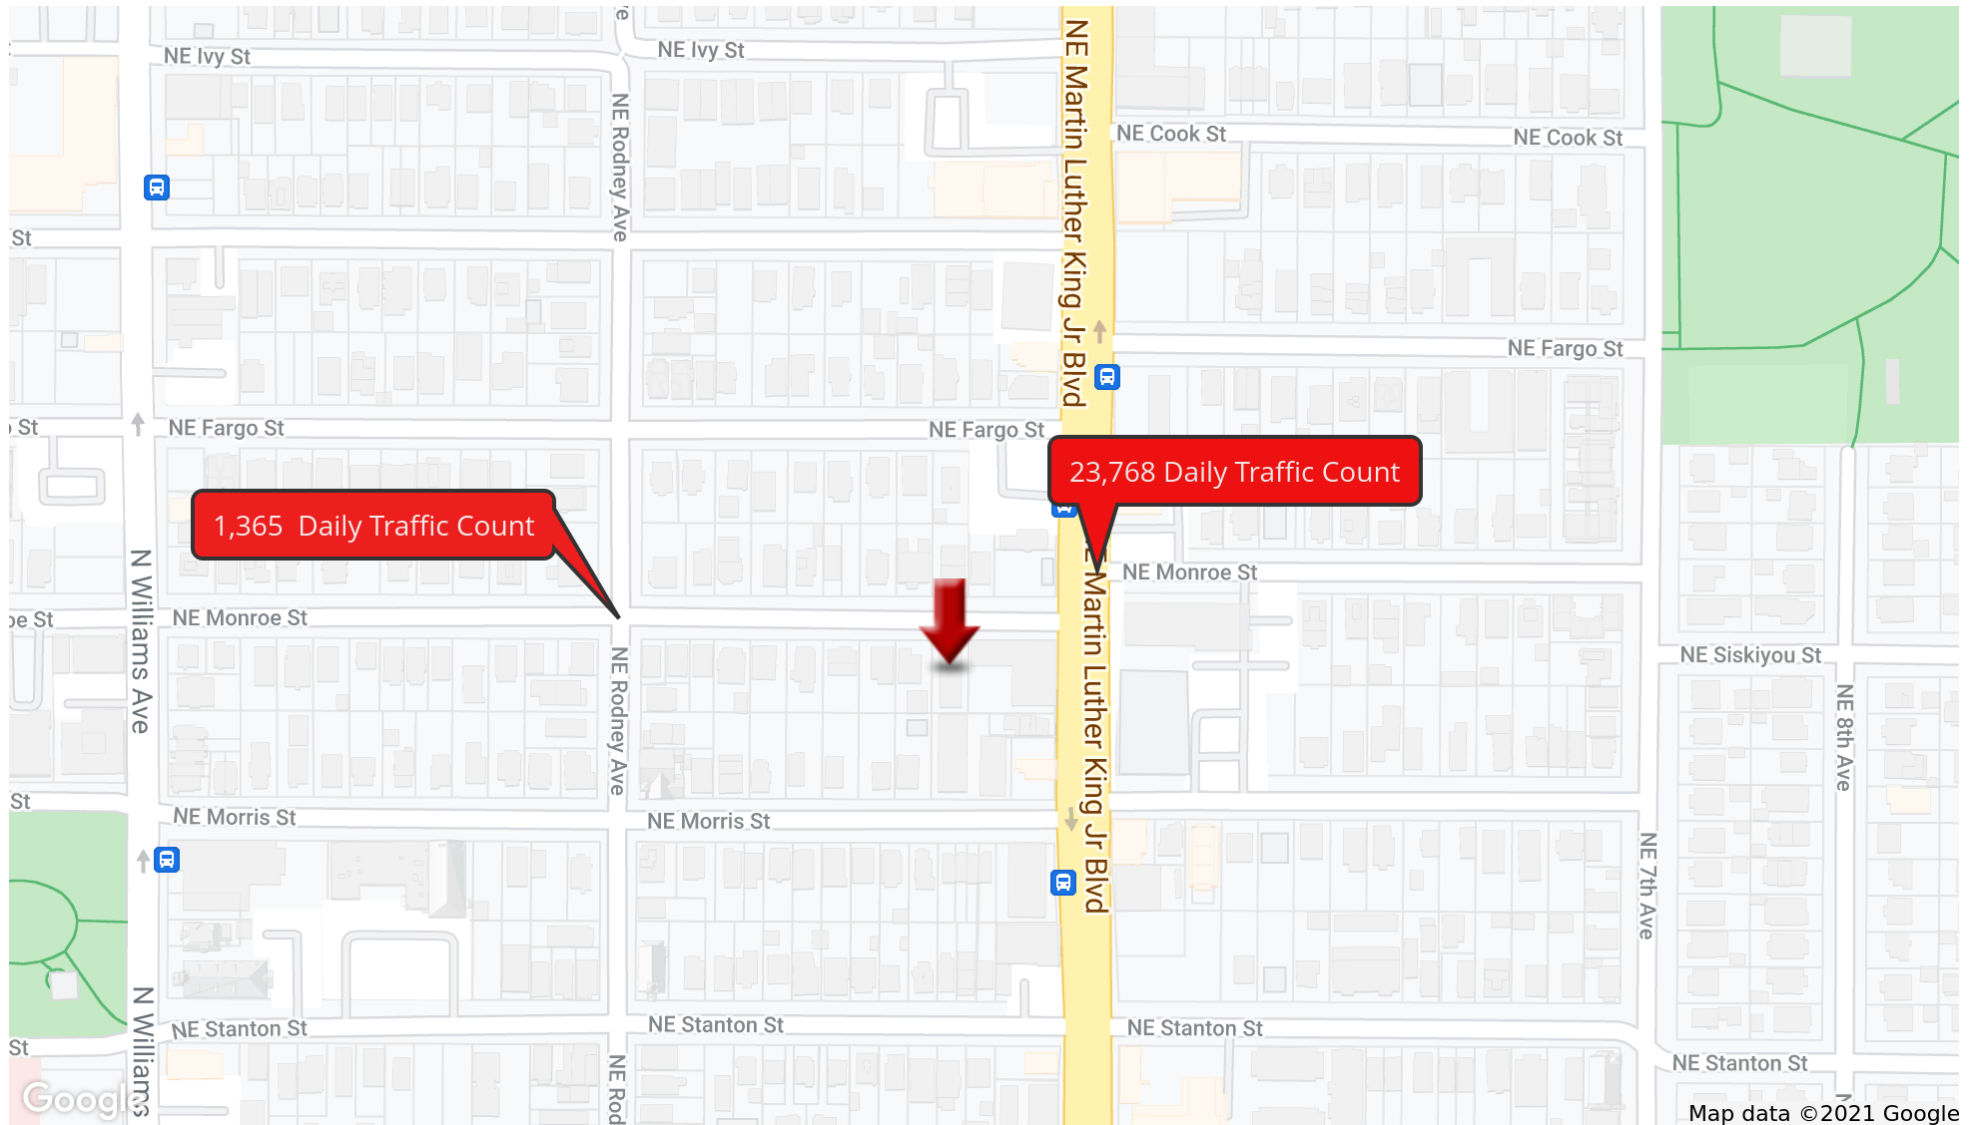 NE Ivy St
NE Ivy St
NE Rodney Ave
NE Martin Luther King Jr Blvd
NE Cook St
NE Cook St
St
NE Fargo St
St
NE Fargo St
NE Fargo St
23,768 Daily Traffic Count
1,365  Daily Traffic Count
N Williams Ave
NE Monroe St
NE Monroe St
NE Rodney Ave
Martin Luther King Jr Blvd
NE Siskiyou St
NE 8th Ave
St
NE Morris St
NE Morris St
NE 7th Ave
N Williams
NE Stanton St
NE Stanton St
NE Stanton St
St
NE Stanton St
NE Rod
Google
Map data ©2021 Google